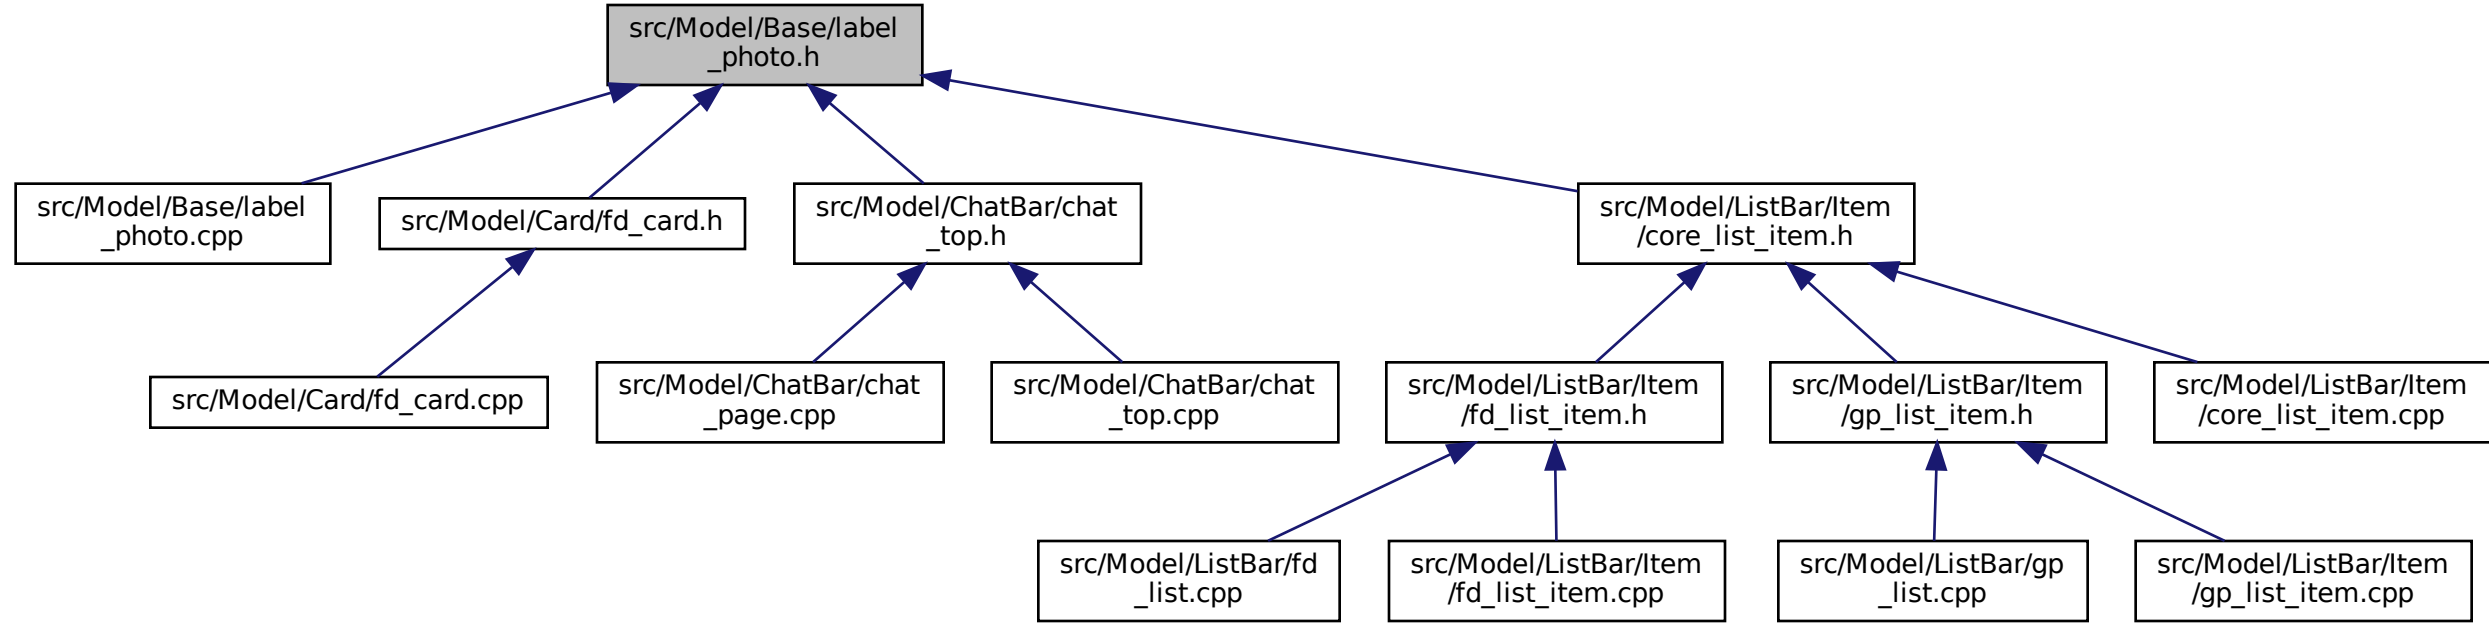 src/Model/Base/label
_photo.h
src/Model/Base/label
_photo.cpp
src/Model/Card/fd_card.h
src/Model/ChatBar/chat
_top.h
src/Model/ListBar/Item
/core_list_item.h
src/Model/Card/fd_card.cpp
src/Model/ChatBar/chat
_page.cpp
src/Model/ChatBar/chat
_top.cpp
src/Model/ListBar/Item
/fd_list_item.h
src/Model/ListBar/Item
/gp_list_item.h
src/Model/ListBar/Item
/core_list_item.cpp
src/Model/ListBar/fd
_list.cpp
src/Model/ListBar/Item
/fd_list_item.cpp
src/Model/ListBar/gp
_list.cpp
src/Model/ListBar/Item
/gp_list_item.cpp